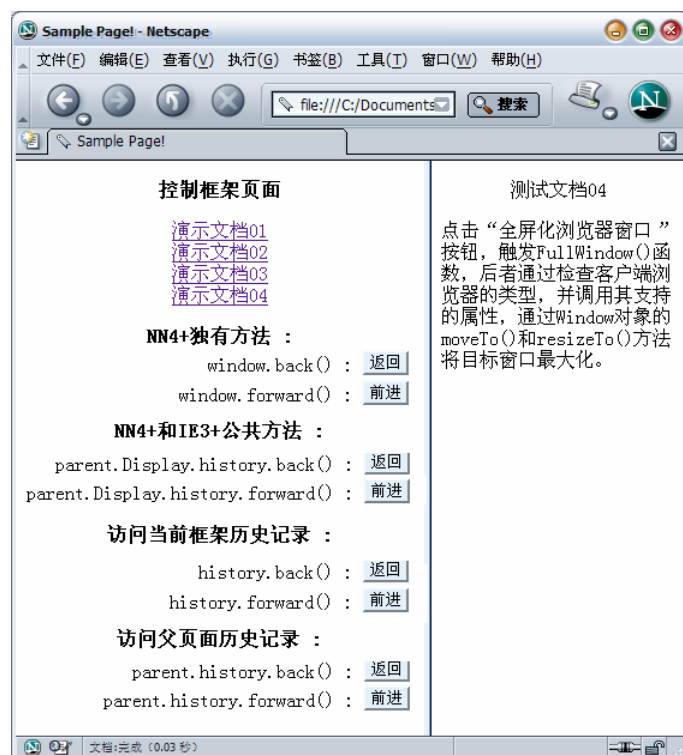 Sample Page! - Netscape
文件(F) 编辑(E) 查看(V) 执行(G) 书签(B) 工具(T) 窗口(W) 帮助(H)
file:///C:/Documents 搜索 N
Sample Page!
控制框架页面
演示文档01
演示文档02
演示文档03
演示文档04
NN4+独有方法 :
window.back() : 返回
window.forward() : 前进
NN4+和IE3+公共方法 :
parent.Display.history.back() : 返回
parent.Display.history.forward() : 前进
访问当前框架历史记录 :
history.back() : 返回
history.forward() : 前进
访问父页面历史记录 :
parent.history.back() : 返回
parent.history.forward() : 前进
测试文档04
点击“全屏化浏览器窗口 ”
按钮，触发FullWindow()函
数，后者通过检查客户端浏
览器的类型，并调用其支持
的属性，通过Window对象的
moveTo()和resizeTo()方法
将目标窗口最大化。
文档:完成 (0.03 秒)